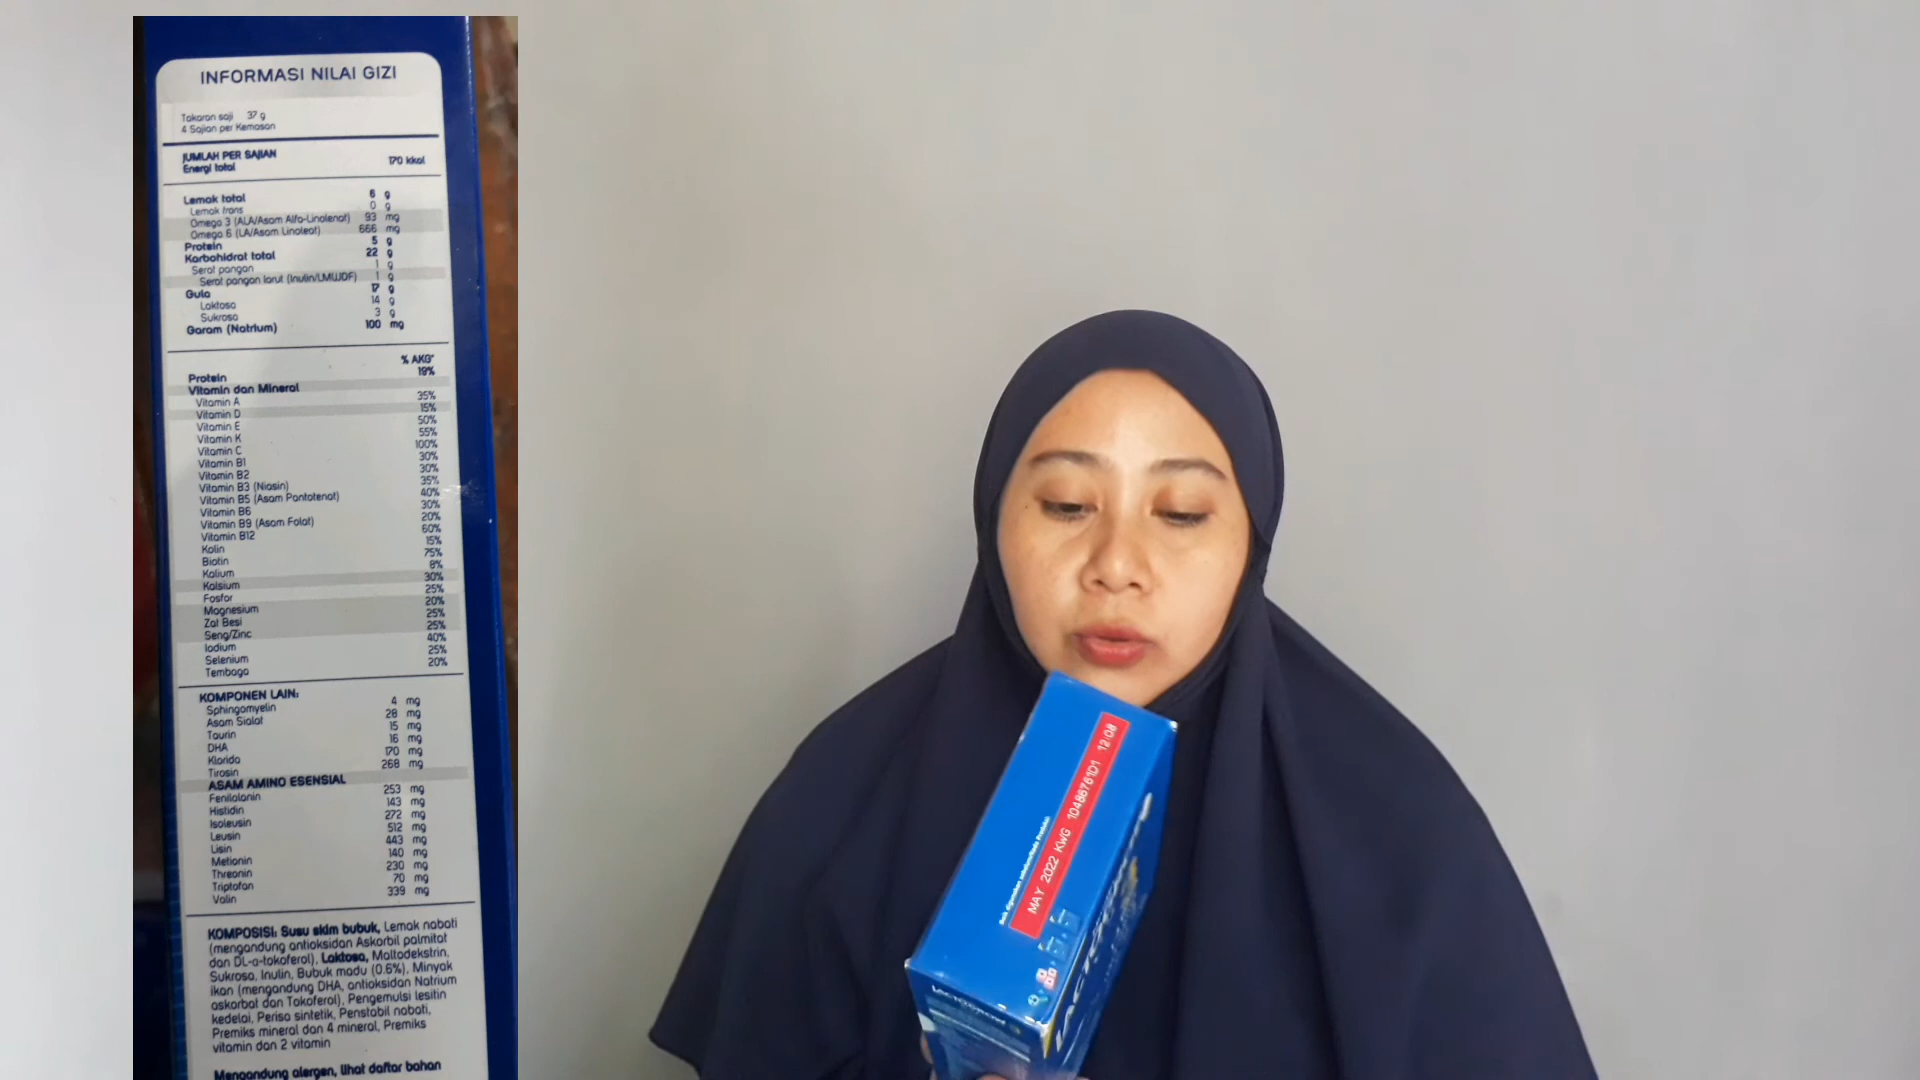 INFORMASI NILAI GIZI
Takaran saji 37 g
4 Sajian per Kemasan
JUMLAH PER SAJIAN
Energi total 170 kkal
Lemak total 6 g
Lemak trans 0 g
Omega 3 (ALA/Asam Alfa-Linolenat) 93 mg
Omega 6 (LA/Asam Linoleat) 666 mg
Protein 5 g
Karbohidrat total 22 g
Serat pangan 1 g
Serat pangan larut (Inulin/LMWDF) 1 g
Gula 17 g
Laktosa 14 g
Sukrosa 3 g
Garam (Natrium) 100 mg
% AKG*
Protein 19%
Vitamin dan Mineral
Vitamin A 35%
Vitamin D 15%
Vitamin E 50%
Vitamin K 55%
Vitamin C 100%
Vitamin B1 30%
Vitamin B2 30%
Vitamin B3 (Niasin) 35%
Vitamin B5 (Asam Pantotenat) 40%
Vitamin B6 30%
Vitamin B9 (Asam Folat) 20%
Vitamin B12 60%
Kolin 15%
Biotin 75%
Kalium 8%
Kalsium 30%
Fosfor 25%
Magnesium 20%
Zat Besi 25%
Seng/Zinc 25%
Iodium 40%
Selenium 25%
Tembaga 20%
KOMPONEN LAIN:
Sphingomyelin 4 mg
Asam Sialat 28 mg
Taurin 15 mg
DHA 16 mg
Klorida 170 mg
Tirosin 268 mg
ASAM AMINO ESENSIAL
Fenilalanin 253 mg
Histidin 143 mg
Isoleusin 272 mg
Leusin 512 mg
Lisin 443 mg
Metionin 140 mg
Threonin 230 mg
Triptofan 70 mg
Valin 339 mg
KOMPOSISI: Susu skim bubuk, Lemak nabati
(mengandung antioksidan Askorbil palmitat
dan DL-α-tokoferol), Laktosa, Maltodekstrin,
Sukrosa, Inulin, Bubuk madu (0.6%), Minyak
ikan (mengandung DHA, antioksidan Natrium
askorbat dan Tokoferol), Pengemulsi lesitin
kedelai, Perisa sintetik, Penstabil nabati,
Premiks mineral dan 4 mineral, Premiks
vitamin dan 2 vitamin
Mengandung alergen, lihat daftar bahan
Baik digunakan sebelum/Kode Produksi:
MAY 2022 KWG 10486761D1 12:08
LACTOGROW